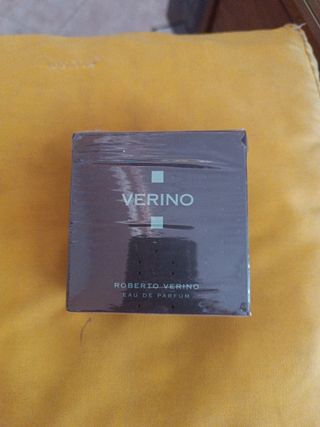 VERINO
ROBERTO VERINO
EAU DE PARFUM